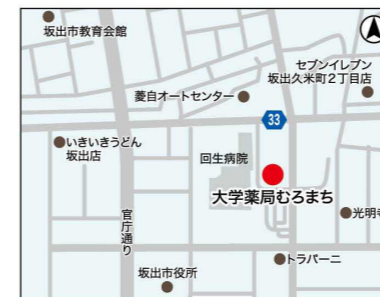 坂出市教育会館
セブンイレブン
坂出久米町2丁目店
菱自オートセンター
33
いきいきうどん
坂出店
回生病院
大学薬局むろまち
官庁通り
光明寺
トラパーニ
坂出市役所